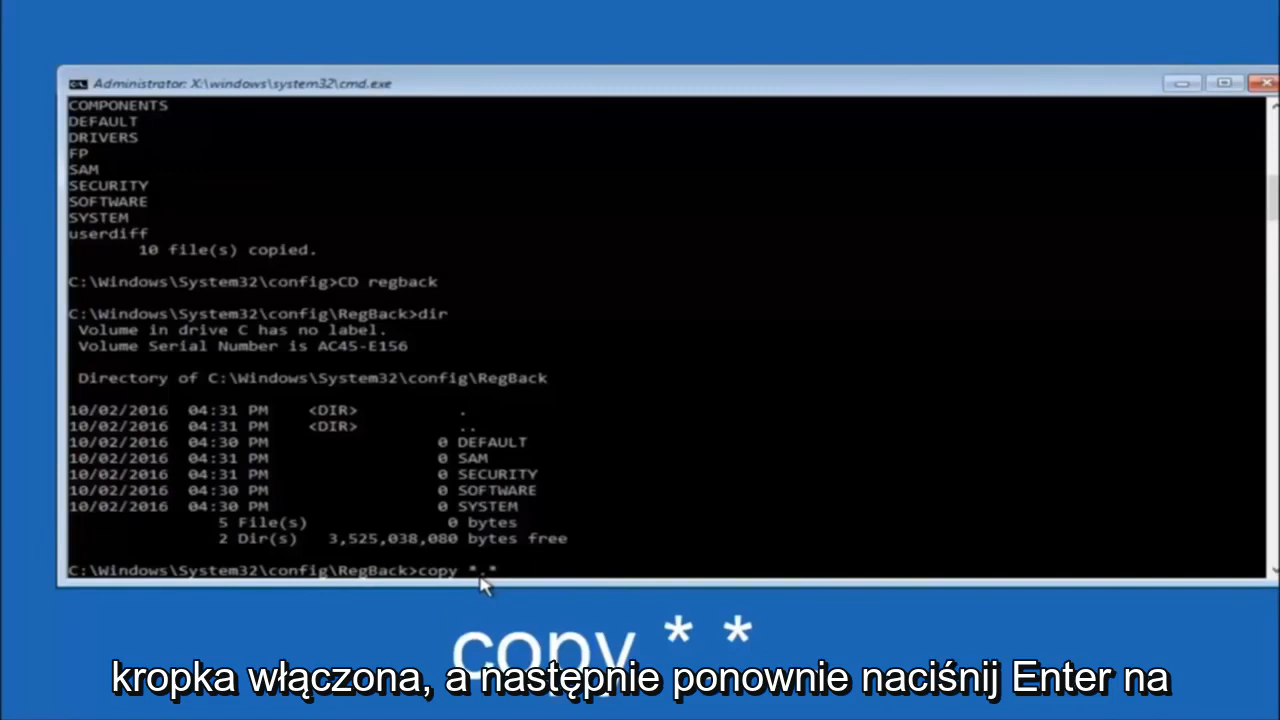 Administrator: X:\windows\system32\cmd.exe
COMPONENTS
DEFAULT
DRIVERS
FP
SAM
SECURITY
SOFTWARE
SYSTEM
userdiff
10 file(s) copied.
C:\Windows\System32\config>CD regback
C:\Windows\System32\config\RegBack>dir
Volume in drive C has no label.
Volume Serial Number is AC45-E156
Directory of C:\Windows\System32\config\RegBack
10/02/2016 04:31 PM <DIR> .
10/02/2016 04:31 PM <DIR> ..
10/02/2016 04:30 PM 0 DEFAULT
10/02/2016 04:31 PM 0 SAM
10/02/2016 04:31 PM 0 SECURITY
10/02/2016 04:30 PM 0 SOFTWARE
10/02/2016 04:30 PM 0 SYSTEM
5 File(s) 0 bytes
2 Dir(s) 3,525,038,080 bytes free
C:\Windows\System32\config\RegBack>copy *.*
copy * *
kropka włączona, a następnie ponownie naciśnij Enter na